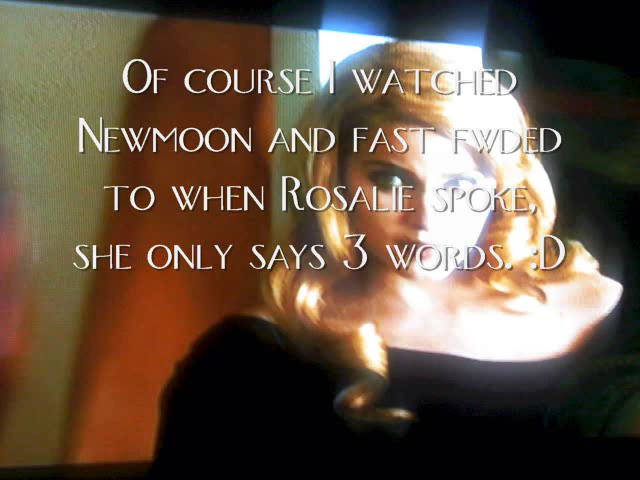 Of course I watched
Newmoon and fast fwded
to when Rosalie spoke,
she only says 3 words. :D